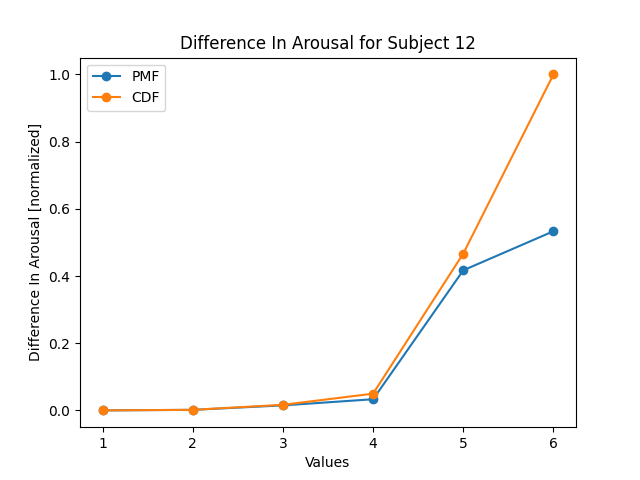 Difference In Arousal for Subject 12
PMF
CDF
Difference In Arousal [normalized]
1.0
0.8
0.6
0.4
0.2
0.0
1 2 3 4 5 6
Values